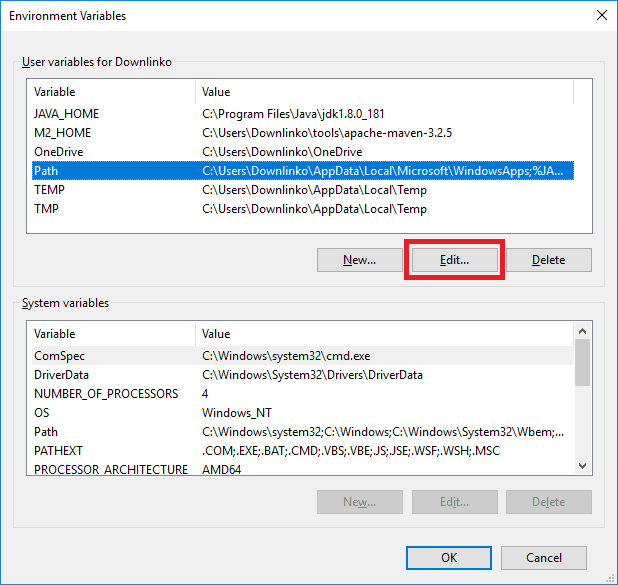 Environment Variables
User variables for Downlinko
Variable Value
JAVA_HOME C:\Program Files\Java\jdk1.8.0_181
M2_HOME C:\Users\Downlinko\tools\apache-maven-3.2.5
OneDrive C:\Users\Downlinko\OneDrive
Path C:\Users\Downlinko\AppData\Local\Microsoft\WindowsApps;%JA...
TEMP C:\Users\Downlinko\AppData\Local\Temp
TMP C:\Users\Downlinko\AppData\Local\Temp
New... Edit... Delete
System variables
Variable Value
ComSpec C:\Windows\system32\cmd.exe
DriverData C:\Windows\System32\Drivers\DriverData
NUMBER_OF_PROCESSORS 4
OS Windows_NT
Path C:\Windows\system32;C:\Windows;C:\Windows\System32\Wbem;...
PATHEXT .COM;.EXE;.BAT;.CMD;.VBS;.VBE;.JS;.JSE;.WSF;.WSH;.MSC
PROCESSOR_ARCHITECTURE AMD64
New... Edit... Delete
OK Cancel